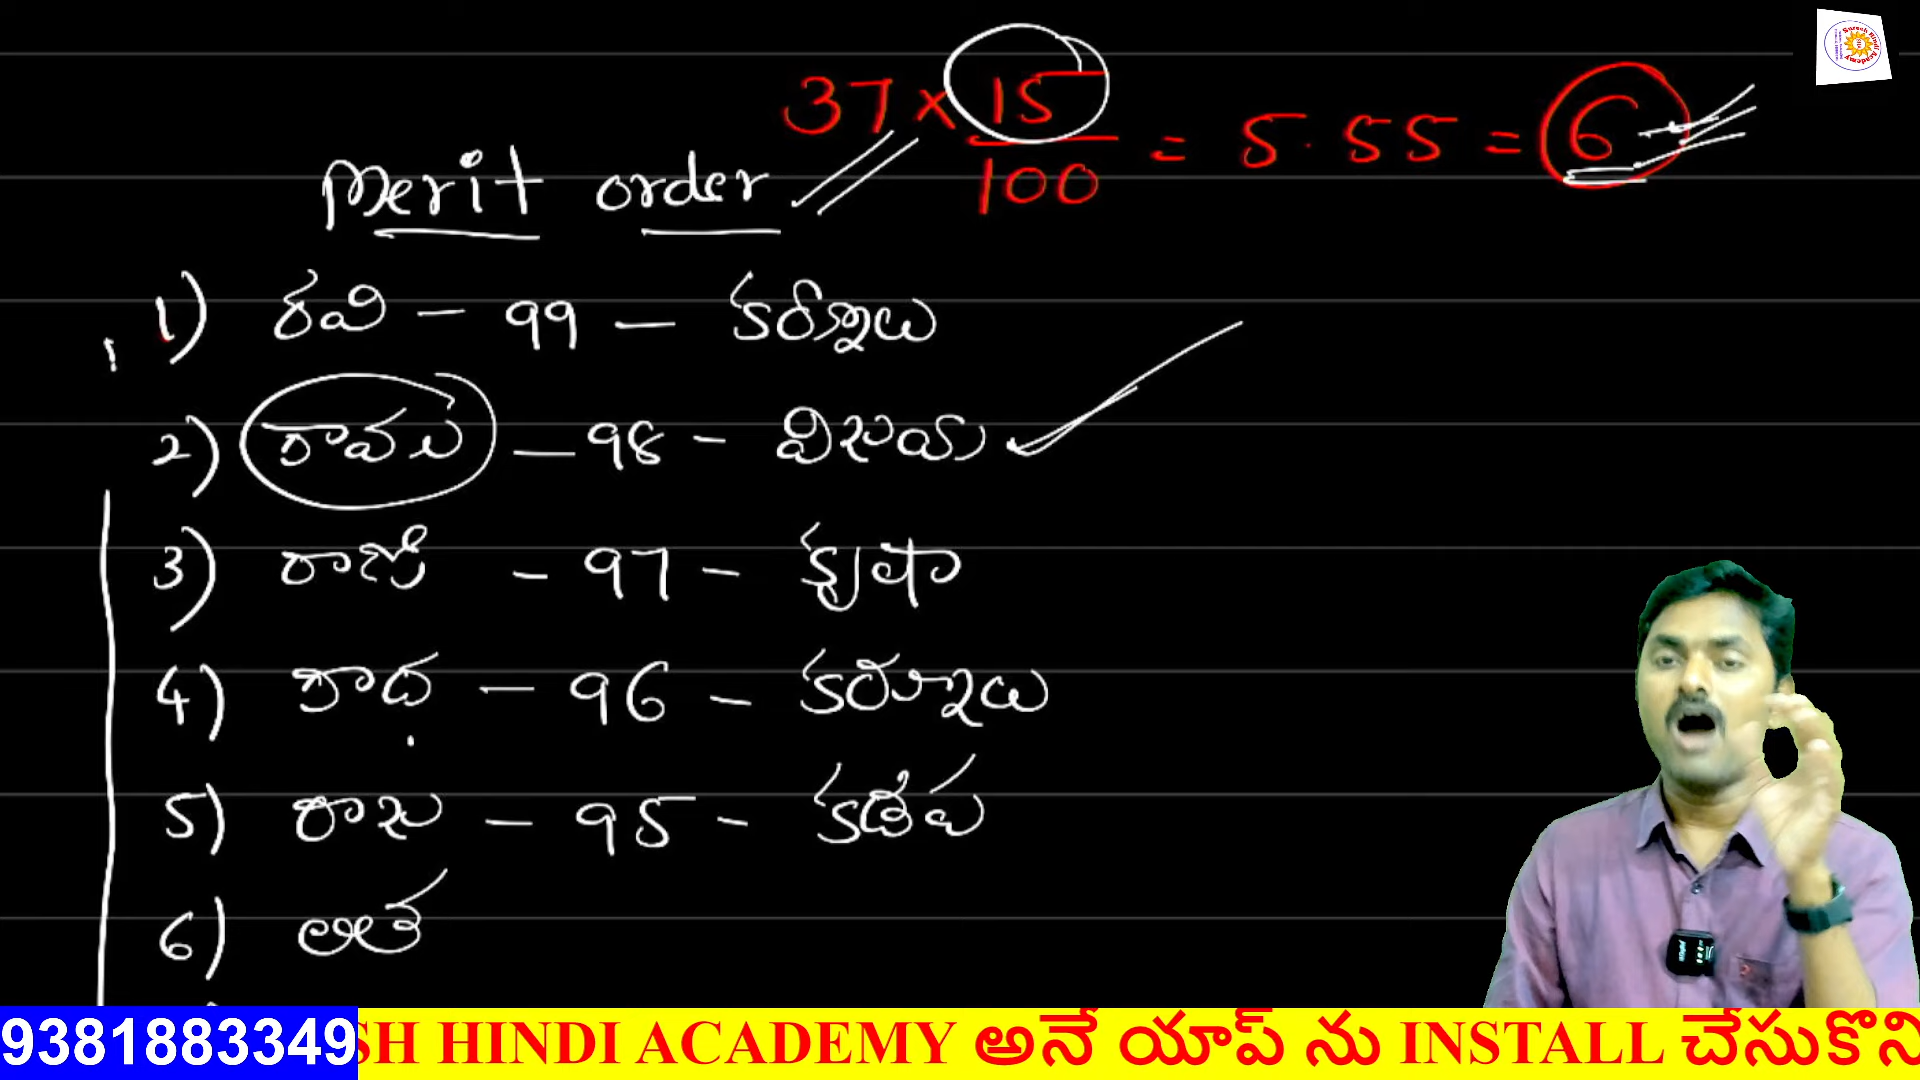 37 × 15/100 = 5.55 = 6
Merit order
1) రవి – 99 – కర్నూలు
2) రాము – 98 – విజయ
3) రాణి – 97 – కృష్ణా
4) రాధ – 96 – కర్నూలు
5) రాజు – 95 – కడప
6) లత
9381883349 SH HINDI ACADEMY అనే యాప్ ను INSTALL చేసుకొని